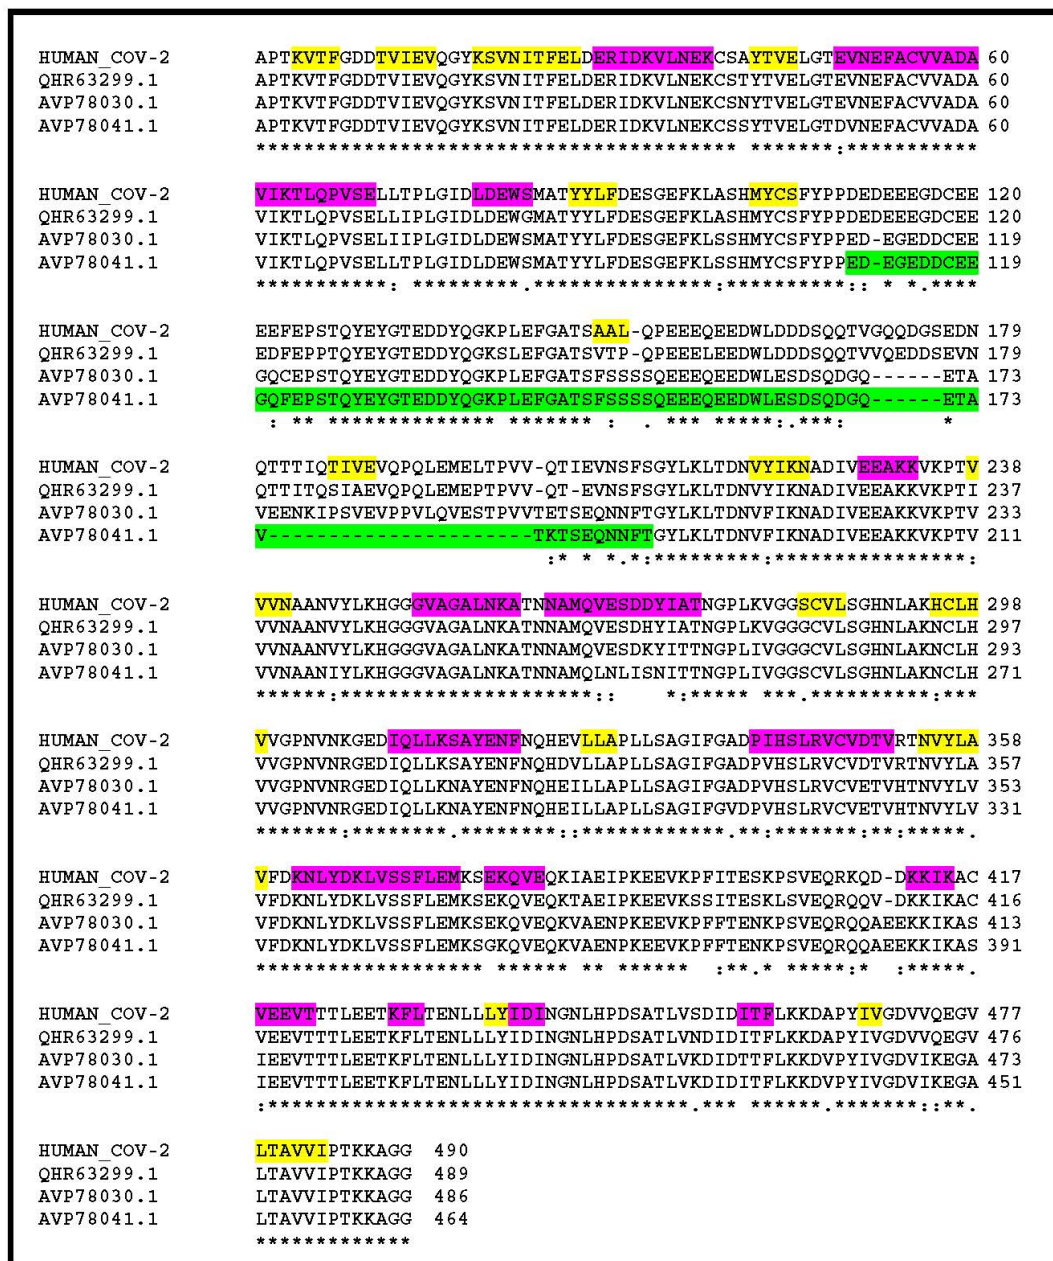 HUMAN_COV-2 APTKVTFGDDTVIEVQGYKSVNITFELDERIDKVLNEKCSAYTVELGTEVNEFACVVADA 60
QHR63299.1 APTKVTFGDDTVIEVQGYKSVNITFELDERIDKVLNEKCSTYTVELGTEVNEFACVVADA 60
AVP78030.1 APTKVTFGDDTVIEVQGYKSVNITFELDERIDKVLNEKCSNYTVELGTEVNEFACVVADA 60
AVP78041.1 APTKVTFGDDTVIEVQGYKSVNITFELDERIDKVLNEKCSSYTVELGTDVNEFACVVADA 60
**************************************** *******:***********
HUMAN_COV-2 VIKTLQPVSELLTPLGIDLDEWSMATYYLFDESGEFKLASHMYCSFYPPDEDEEEGDCEE 120
QHR63299.1 VIKTLQPVSELLTPLGIDLDEWGMATYYLFDESGEFKLASHMYCSFYPPDEDEEEGDCEE 120
AVP78030.1 VIKTLQPVSELIIPLGIDLDEWSMATYYLFDESGEFKLSSHMYCSFYPPED-EGEDDCEE 119
AVP78041.1 VIKTLQPVSELLTPLGIDLDEWSMATYYLFDESGEFKLSSHMYCSFYPPED-EGEDDCEE 119
***********: *********.***************:**********:: * *.****
HUMAN_COV-2 EEFEPSTQYEYGTEDDYQGKPLEFGATSAAL-QPEEEQEEDWLDDDSQQTVGQQDGSEDN 179
QHR63299.1 EDFEPPTQYEYGTEDDYQGKSLEFGATSVTP-QPEEELEEDWLDDDSQQTVVQEDDSEVN 179
AVP78030.1 GQCEPSTQYEYGTEDDYQGKPLEFGATSFSSSSQEEEQEEDWLESDSQDGQ------ETA 173
AVP78041.1 GQFEPSTQYEYGTEDDYQGKPLEFGATSFSSSSQEEEQEEDWLESDSQDGQ------ETA 173
 : ** ************** ******* :  . *** *****:.***:        *
HUMAN_COV-2 QTTTIQTIVEVQPQLEMELTPVV-QTIEVNSFSGYLKLTDNVYIKNADIVEEAKKVKPTV 238
QHR63299.1 QTTITQSIAEVQPQLEMEPTPVV-QT-EVNSFSGYLKLTDNVYIKNADIVEEAKKVKPTI 237
AVP78030.1 VEENKIPSVEVPPVLQVESTPVVTETSEQNNFTGYLKLTDNVFIKNADIVEEAKKVKPTV 233
AVP78041.1 V----------------------TKTSEQNNFTGYLKLTDNVFIKNADIVEEAKKVKPTV 211
                        :* * *.*:*********:****************:
HUMAN_COV-2 VVNAANVYLKHGGGVAGALNKATNNAMQVESDDYIATNGPLKVGGSCVLSGHNLAKHCLH 298
QHR63299.1 VVNAANVYLKHGGGVAGALNKATNNAMQVESDHYIATNGPLKVGGGCVLSGHNLAKNCLH 297
AVP78030.1 VVNAANVYLKHGGGVAGALNKATNNAMQVESDKYITTNGPLIVGGGCVLSGHNLAKNCLH 293
AVP78041.1 VVNAANIYLKHGGGVAGALNKATNNAMQLNLISNITTNGPLIVGGSCVLSGHNLAKNCLH 271
******:*********************::    *:***** ***.**********:***
HUMAN_COV-2 VVGPNVNKGEDIQLLKSAYENFNQHEVLLAPLLSAGIFGADPIHSLRVCVDTVRTNVYLA 358
QHR63299.1 VVGPNVNRGEDIQLLKSAYENFNQHDVLLAPLLSAGIFGADPVHSLRVCVDTVRTNVYLA 357
AVP78030.1 VVGPNVNRGEDIQLLKNAYENFNQHEILLAPLLSAGIFGVDPVHSLRVCVETVHTNVYLV 353
AVP78041.1 VVGPNVNRGEDIQLLKNAYENFNQHEILLAPLLSAGIFGVDPVHSLRVCVETVHTNVYLV 331
*******:********.********::************.**:*******:**:*****.
HUMAN_COV-2 VFDKNLYDKLVSSFLEMKSEKQVEQKIAEIPKEEVKPFITESKPSVEQRKQD-DKKIKAC 417
QHR63299.1 VFDKNLYDKLVSSFLEMKSEKQVEQKTAEIPKEEVKSSITESKLSVEQRQQV-DKKIKAC 416
AVP78030.1 VFDKNLYDKLVSSFLEMKSEKQVEQKVAENPKEEVKPFFTENKPSVEQRQQAEEKKIKAS 413
AVP78041.1 VFDKNLYDKLVSSFLEMKSGKQVEQKVAENPKEEVKPFFTENKPSVEQRQQAEEKKIKAS 391
******************* ****** ** ******  :**.* *****:*  :*****.
HUMAN_COV-2 VEEVTTTLEETKFLTENLLLYIDINGNLHPDSATLVSDIDITFLKKDAPYIVGDVVQEGV 477
QHR63299.1 VEEVTTTLEETKFLTENLLLYIDINGNLHPDSATLVNDIDITFLKKDAPYIVGDVVQEGV 476
AVP78030.1 IEEVTTTLEETKFLTENLLLYIDINGNLHPDSATLVKDIDTTFLKKDVPYIVGDVIKEGA 473
AVP78041.1 IEEVTTTLEETKFLTENLLLYIDINGNLHPDSATLVKDIDITFLKKDVPYIVGDVIKEGA 451
:***********************************.*** ******.*******::**.
HUMAN_COV-2 LTAVVIPTKKAGG 490
QHR63299.1 LTAVVIPTKKAGG 489
AVP78030.1 LTAVVIPTKKAGG 486
AVP78041.1 LTAVVIPTKKAGG 464
*************